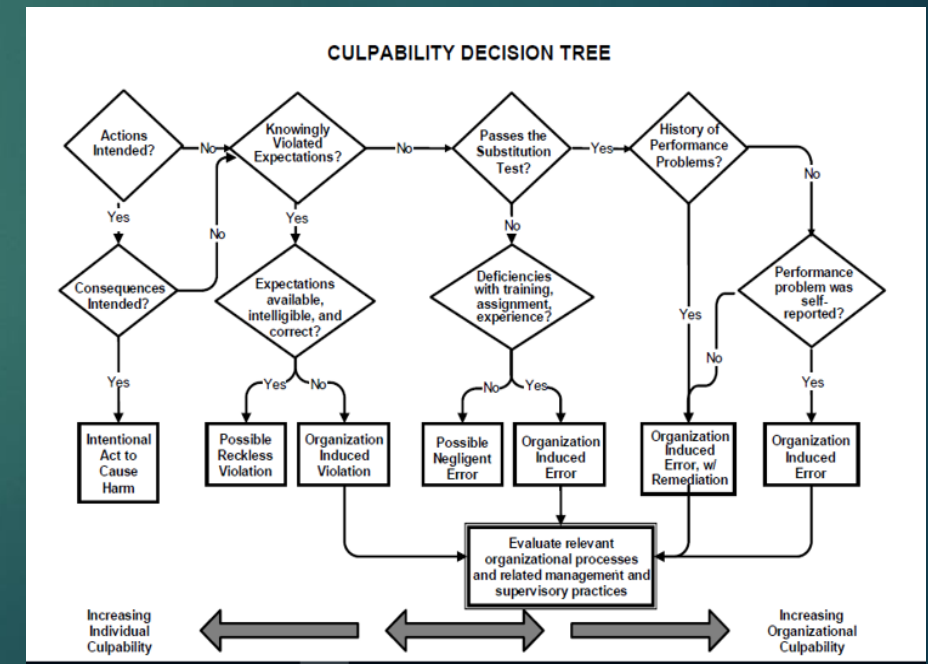 CULPABILITY DECISION TREE
Actions
Intended?
No
Knowingly
Violated
Expectations?
No
Passes the
Substitution
Test?
Yes
History of
Performance
Problems?
No
Yes
Consequences
Intended?
No
Yes
Expectations
available,
intelligible, and
correct?
No
Deficiencies
with training,
assignment,
experience?
Yes
Performance
problem was
self-
reported?
No
Yes
Yes
No
No
Yes
Yes
Intentional
Act to
Cause
Harm
Possible
Reckless
Violation
Organization
Induced
Violation
Possible
Negligent
Error
Organization
Induced
Error
Organization
Induced
Error, w/
Remediation
Organization
Induced
Error
Evaluate relevant
organizational processes
and related management and
supervisory practices
Increasing
Individual
Culpability
Increasing
Organizational
Culpability